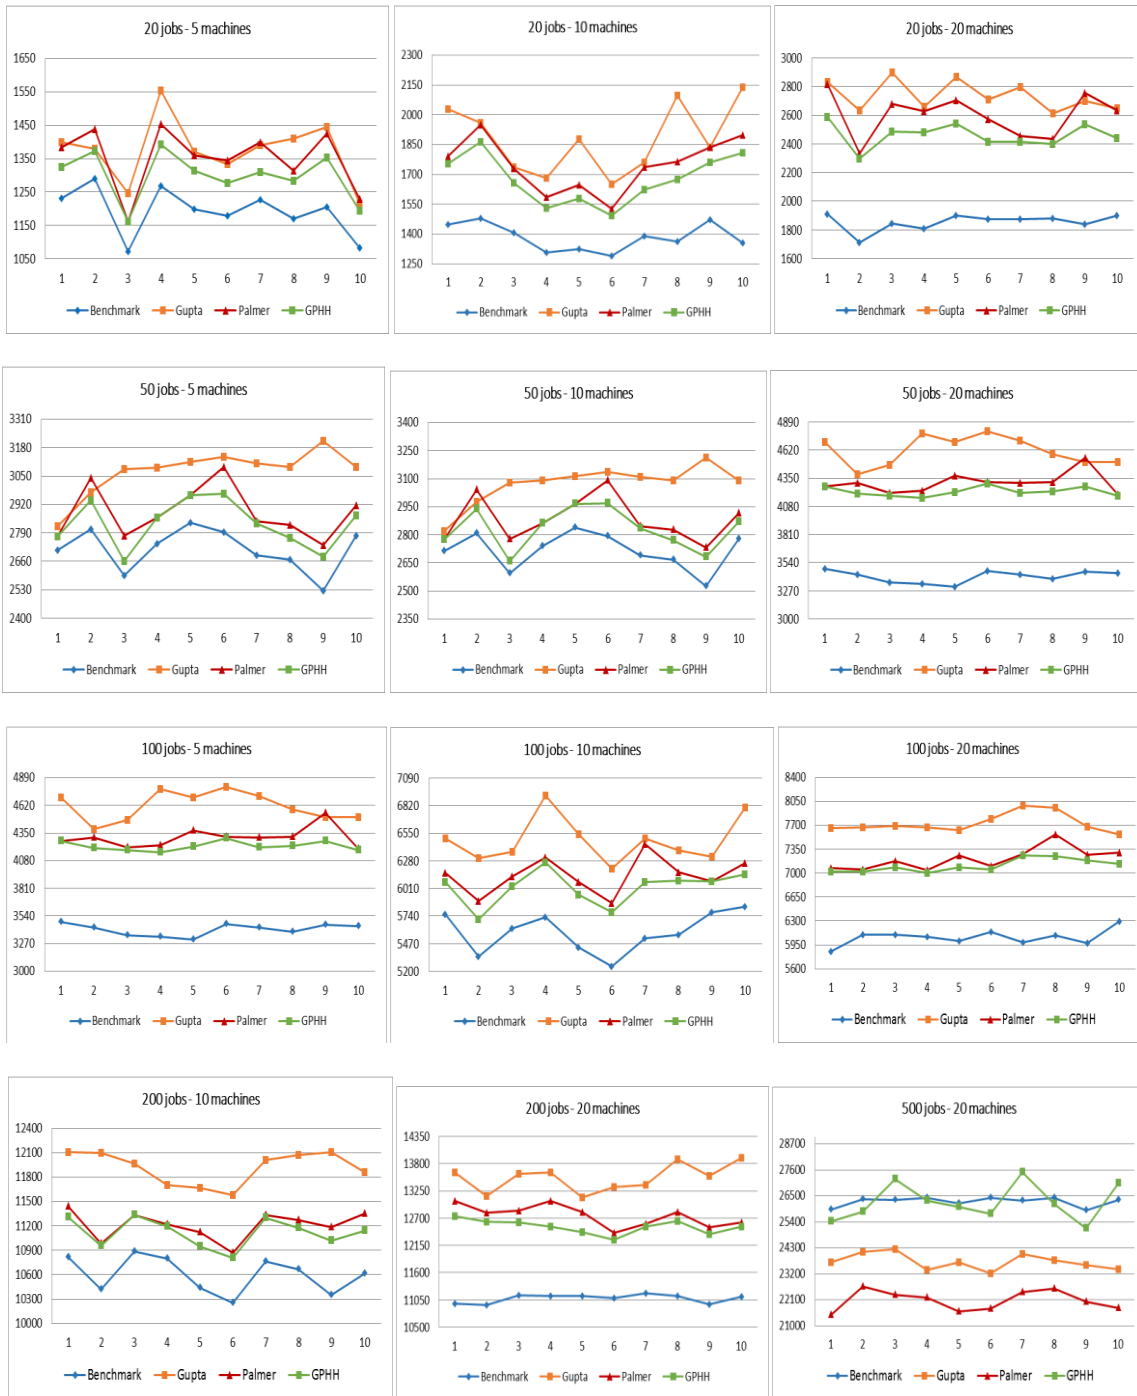 20 jobs - 5 machines
1650
1550
1450
1350
1250
1150
1050
1 2 3 4 5 6 7 8 9 10
Benchmark Gupta Palmer GPHH
20 jobs - 10 machines
2300
2150
2000
1850
1700
1550
1400
1250
1 2 3 4 5 6 7 8 9 10
Benchmark Gupta Palmer GPHH
20 jobs - 20 machines
3000
2800
2600
2400
2200
2000
1800
1600
1 2 3 4 5 6 7 8 9 10
Benchmark Gupta Palmer GPHH
50 jobs - 5 machines
3310
3180
3050
2920
2790
2660
2530
2400
1 2 3 4 5 6 7 8 9 10
Benchmark Gupta Palmer GPHH
50 jobs - 10 machines
3400
3250
3100
2950
2800
2650
2500
2350
1 2 3 4 5 6 7 8 9 10
Benchmark Gupta Palmer GPHH
50 jobs - 20 machines
4890
4620
4350
4080
3810
3540
3270
3000
1 2 3 4 5 6 7 8 9 10
Benchmark Gupta Palmer GPHH
100 jobs - 5 machines
4890
4620
4350
4080
3810
3540
3270
3000
1 2 3 4 5 6 7 8 9 10
Benchmark Gupta Palmer GPHH
100 jobs - 10 machines
7090
6820
6550
6280
6010
5740
5470
5200
1 2 3 4 5 6 7 8 9 10
Benchmark Gupta Palmer GPHH
100 jobs - 20 machines
8400
8050
7700
7350
7000
6650
6300
5950
5600
1 2 3 4 5 6 7 8 9 10
Benchmark Gupta Palmer GPHH
200 jobs - 10 machines
12400
12100
11800
11500
11200
10900
10600
10300
10000
1 2 3 4 5 6 7 8 9 10
Benchmark Gupta Palmer GPHH
200 jobs - 20 machines
14350
13800
13250
12700
12150
11600
11050
10500
1 2 3 4 5 6 7 8 9 10
Benchmark Gupta Palmer GPHH
500 jobs - 20 machines
28700
27600
26500
25400
24300
23200
22100
21000
1 2 3 4 5 6 7 8 9 10
Benchmark Gupta Palmer GPHH